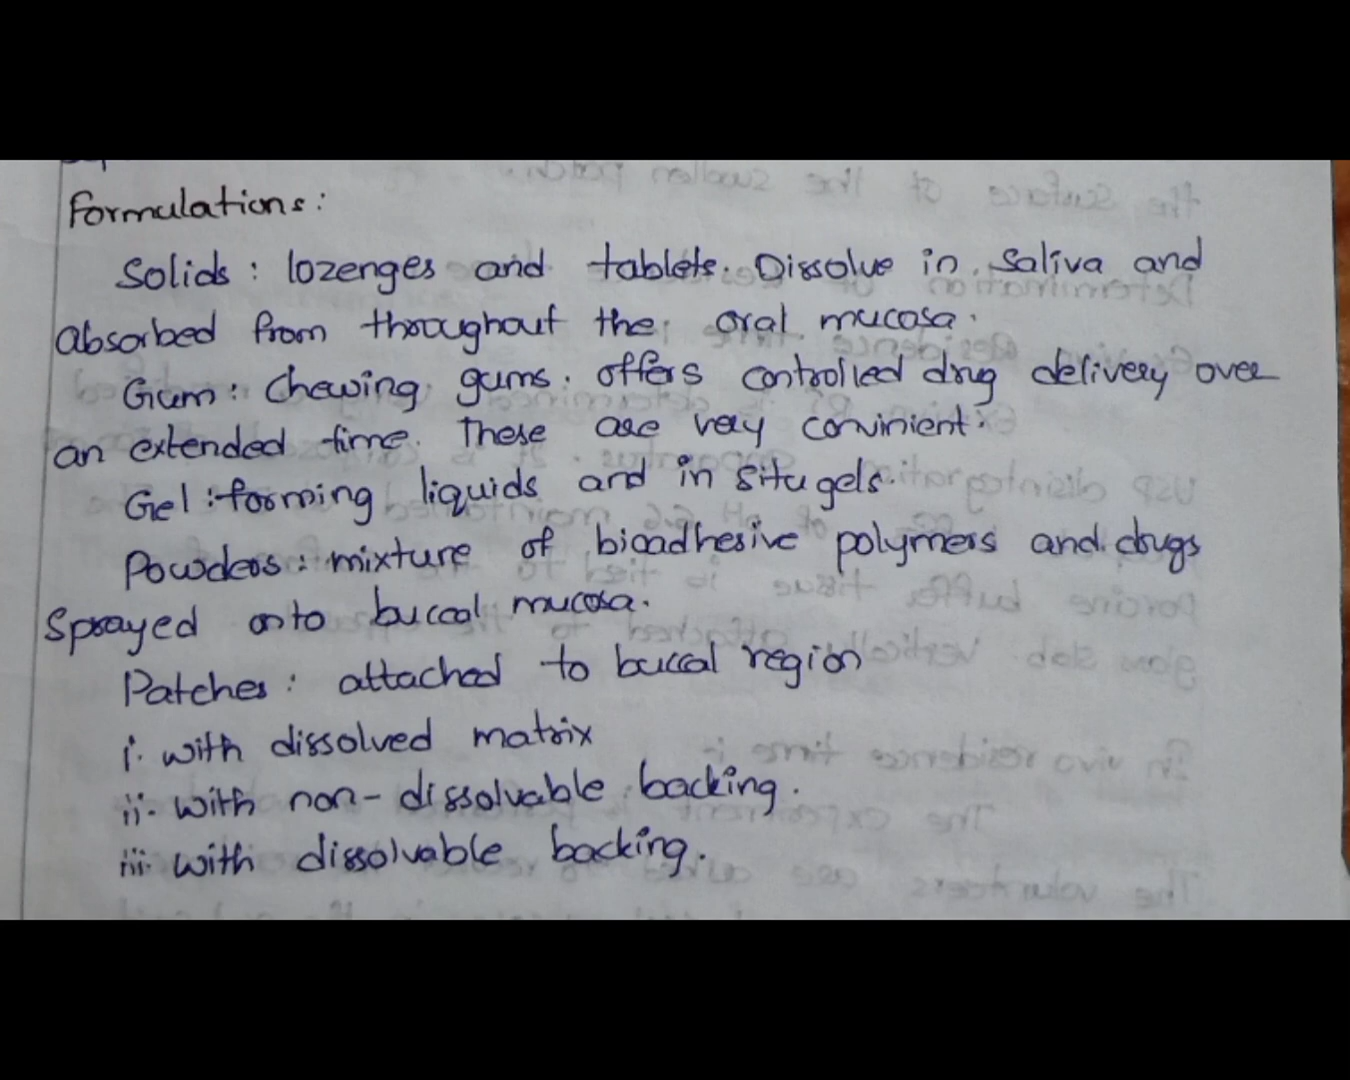 Formulations:
Solids: lozenges and tablets. Dissolve in saliva and
absorbed from throughout the oral mucosa.
Gum: Chewing gums. offers controlled drug delivery over
an extended time. These are very convinient.
Gel: forming liquids and in situ gels.
Powders: mixture of bioadhesive polymers and drugs
Sprayed onto buccal mucosa.
Patches: attached to buccal region
i. with dissolved matrix
ii. with non-dissolvable backing.
iii. with dissolvable backing.